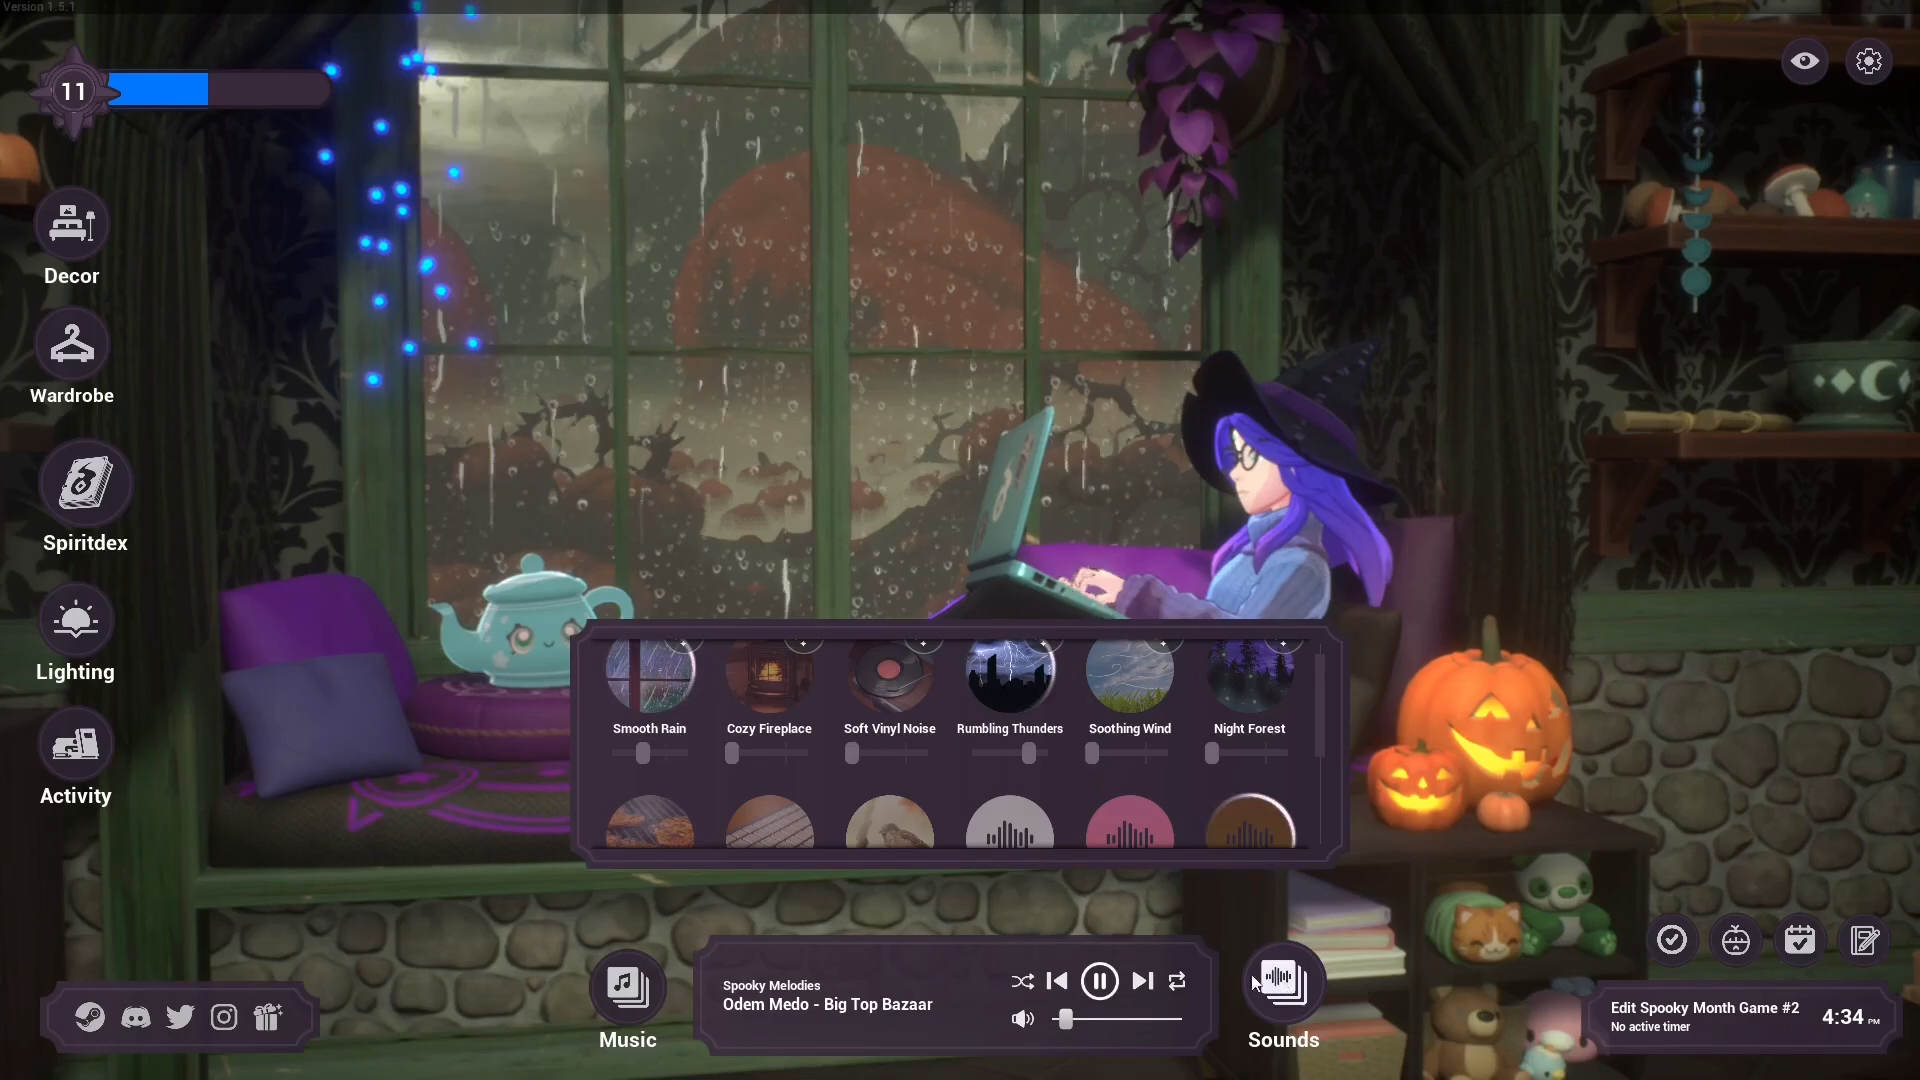 Version 1.5.1
11
Decor
Wardrobe
Spiritdex
Lighting
Activity
Smooth Rain
Cozy Fireplace
Soft Vinyl Noise
Rumbling Thunders
Soothing Wind
Night Forest
Music
Spooky Melodies
Odem Medo - Big Top Bazaar
Sounds
Edit Spooky Month Game #2
No active timer
4:34 PM